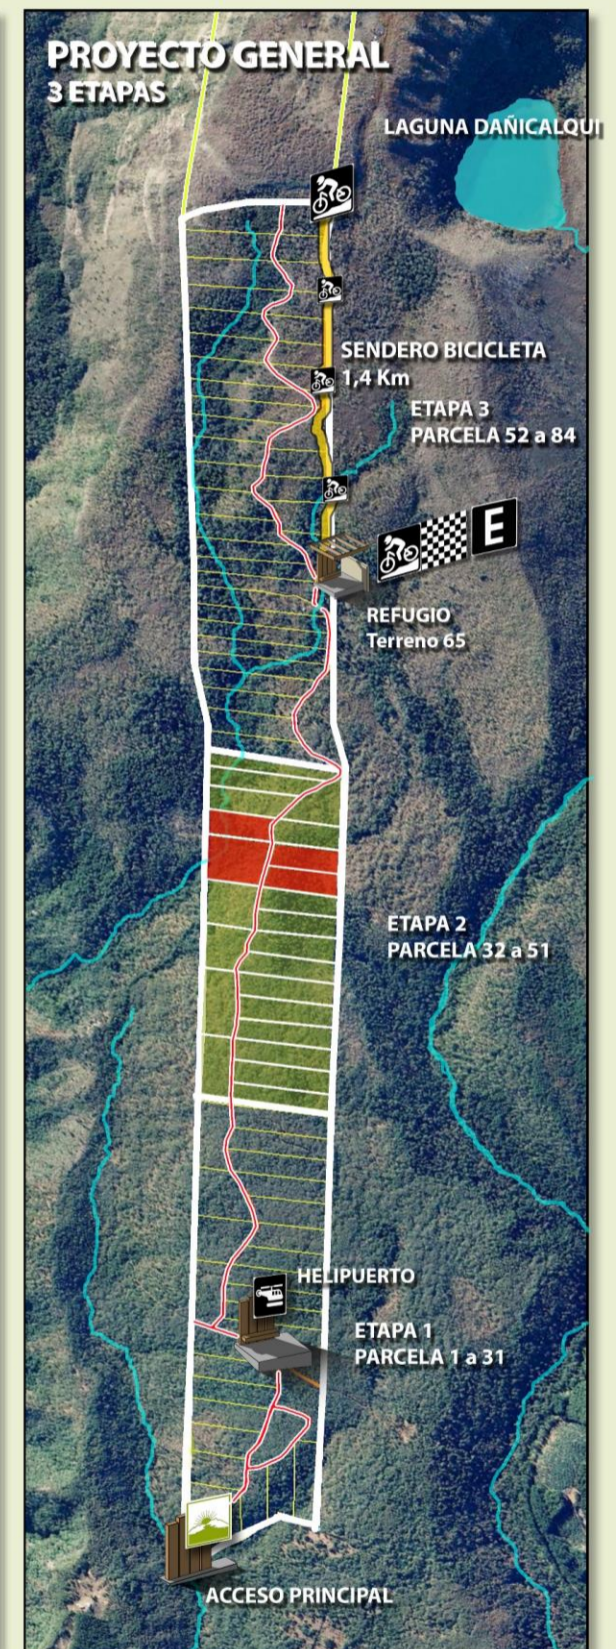 PROYECTO GENERAL
3 ETAPAS
LAGUNA DAÑICALQUI
SENDERO BICICLETA
1,4 Km
ETAPA 3
PARCELA 52 a 84
E
REFUGIO
Terreno 65
ETAPA 2
PARCELA 32 a 51
HELIPUERTO
ETAPA 1
PARCELA 1 a 31
ACCESO PRINCIPAL